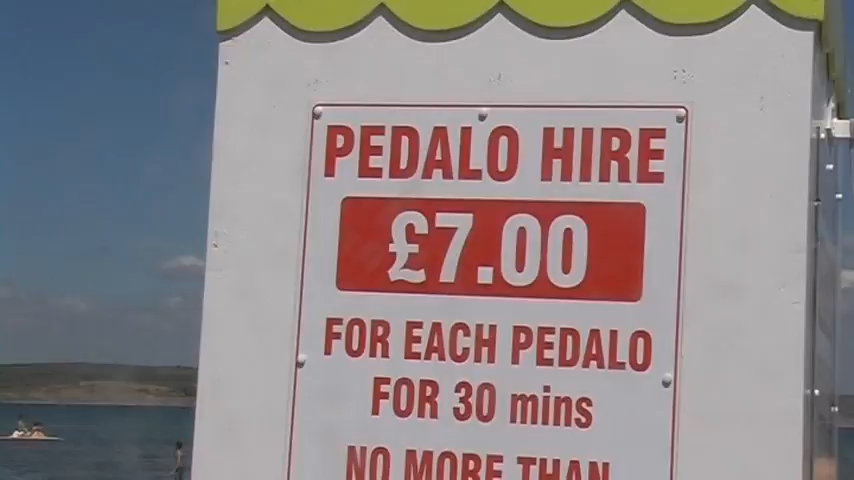 PEDALO HIRE
£7.00
FOR EACH PEDALO
FOR 30 mins
NO MORE THAN